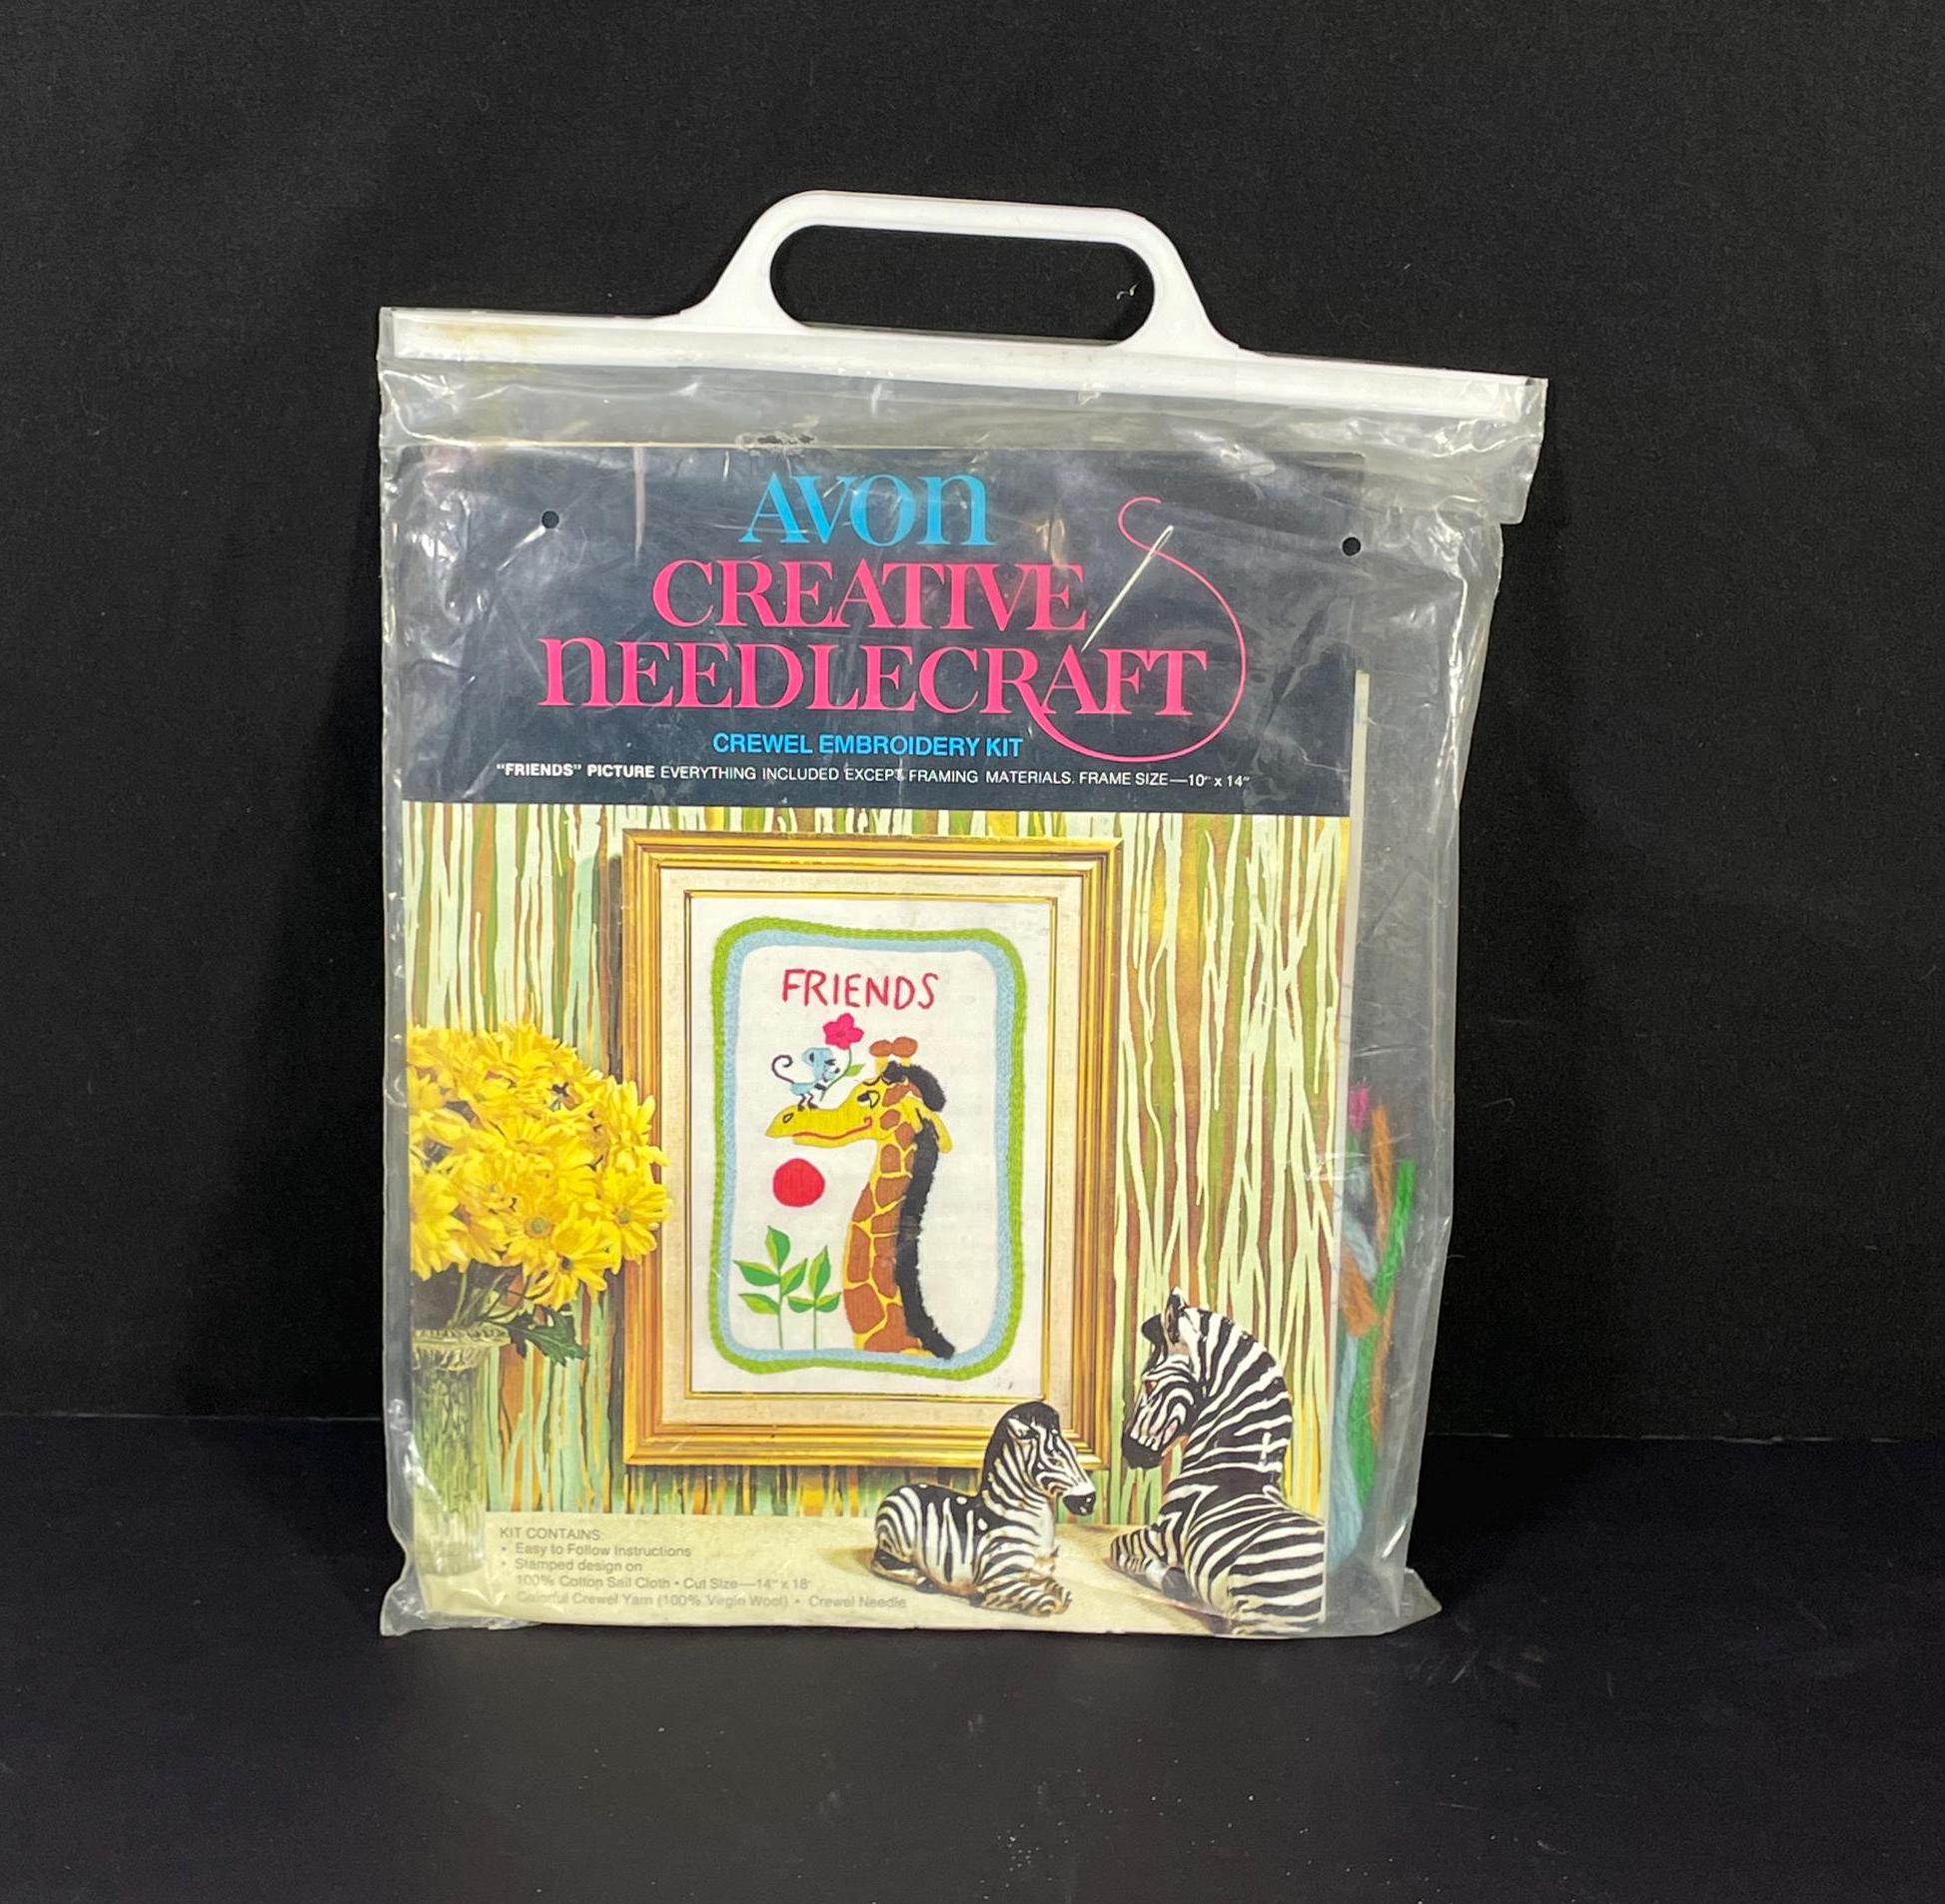 AVON
CREATIVE
NEEDLECRAFT
CREWEL EMBROIDERY KIT
"FRIENDS" PICTURE EVERYTHING INCLUDED EXCEPT FRAMING MATERIALS. FRAME SIZE—10" x 14"
FRIENDS
KIT CONTAINS:
• Easy to Follow Instructions
• Stamped design on
100% Cotton Sail Cloth • Cut Size—14" x 18"
• Colorful Crewel Yarn (100% Virgin Wool) • Crewel Needle